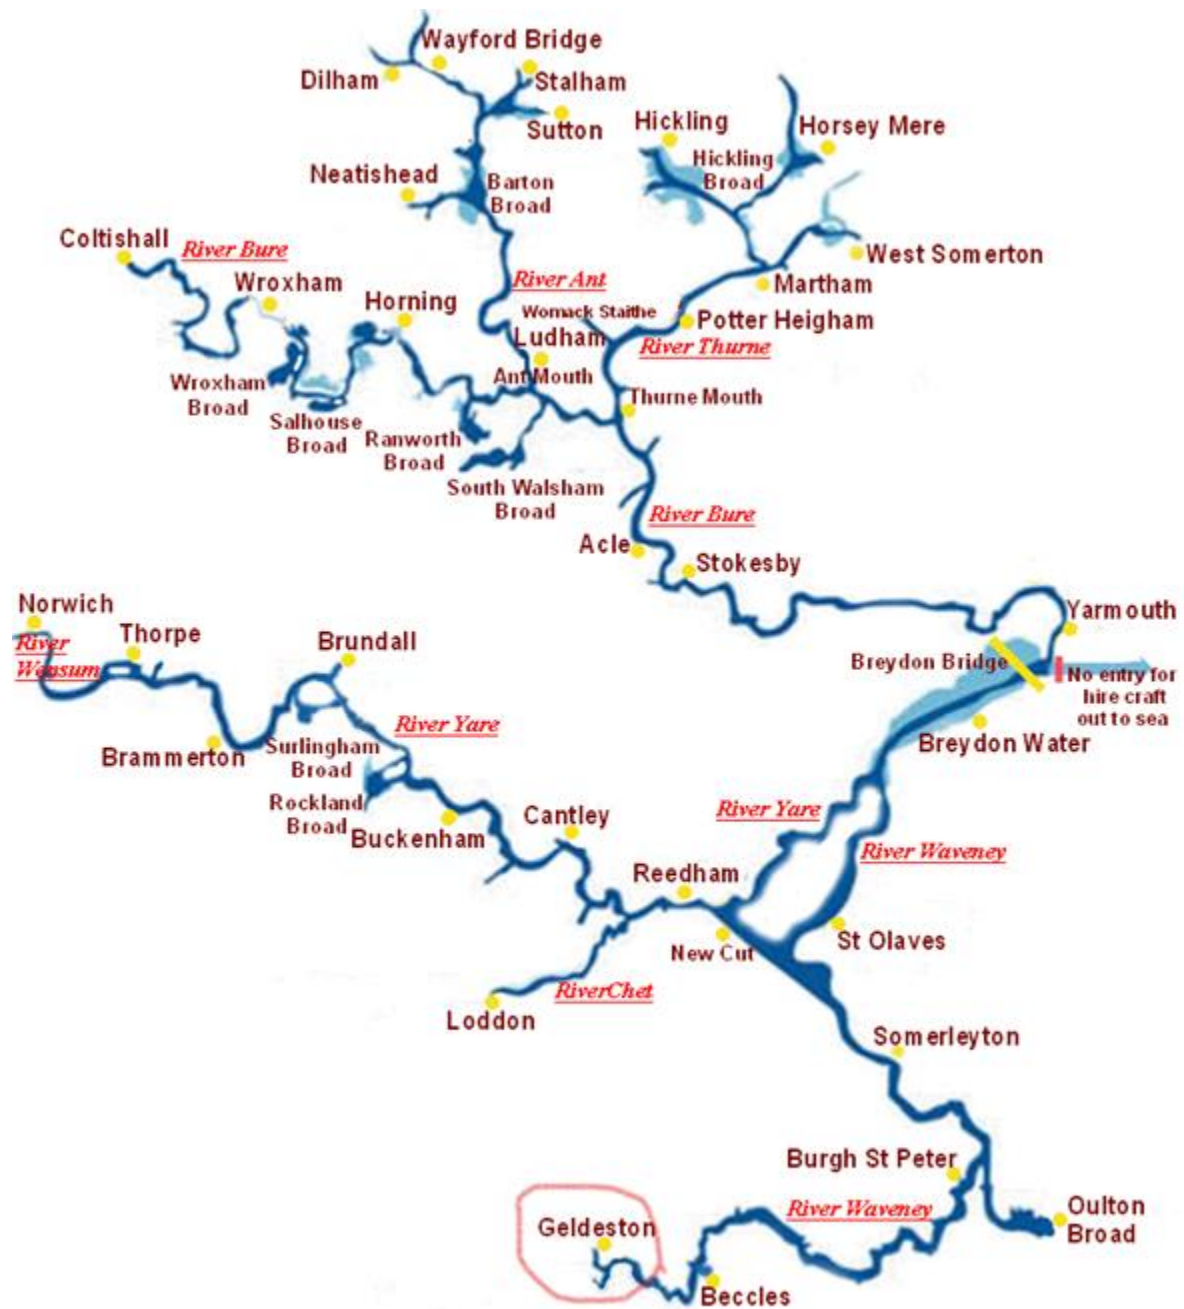 Wayford Bridge
Dilham
Stalham
Sutton
Hickling
Horsey Mere
Hickling
Broad
Neatishead
Barton
Broad
Coltishall
River Bure
West Somerton
Wroxham
River Ant
Martham
Horning
Womack Staithe
Potter Heigham
Ludham
River Thurne
Wroxham
Broad
Ant Mouth
Thurne Mouth
Salhouse
Broad
Ranworth
Broad
South Walsham
Broad
River Bure
Acle
Stokesby
Norwich
Yarmouth
Thorpe
River
Wensum
Brundall
Breydon Bridge
No entry for
hire craft
out to sea
River Yare
Brammerton
Surlingham
Broad
Breydon Water
Rockland
Broad
Buckenham
Cantley
River Yare
River Waveney
Reedham
St Olaves
New Cut
RiverChet
Loddon
Somerleyton
Burgh St Peter
River Waveney
Oulton
Broad
Geldeston
Beccles